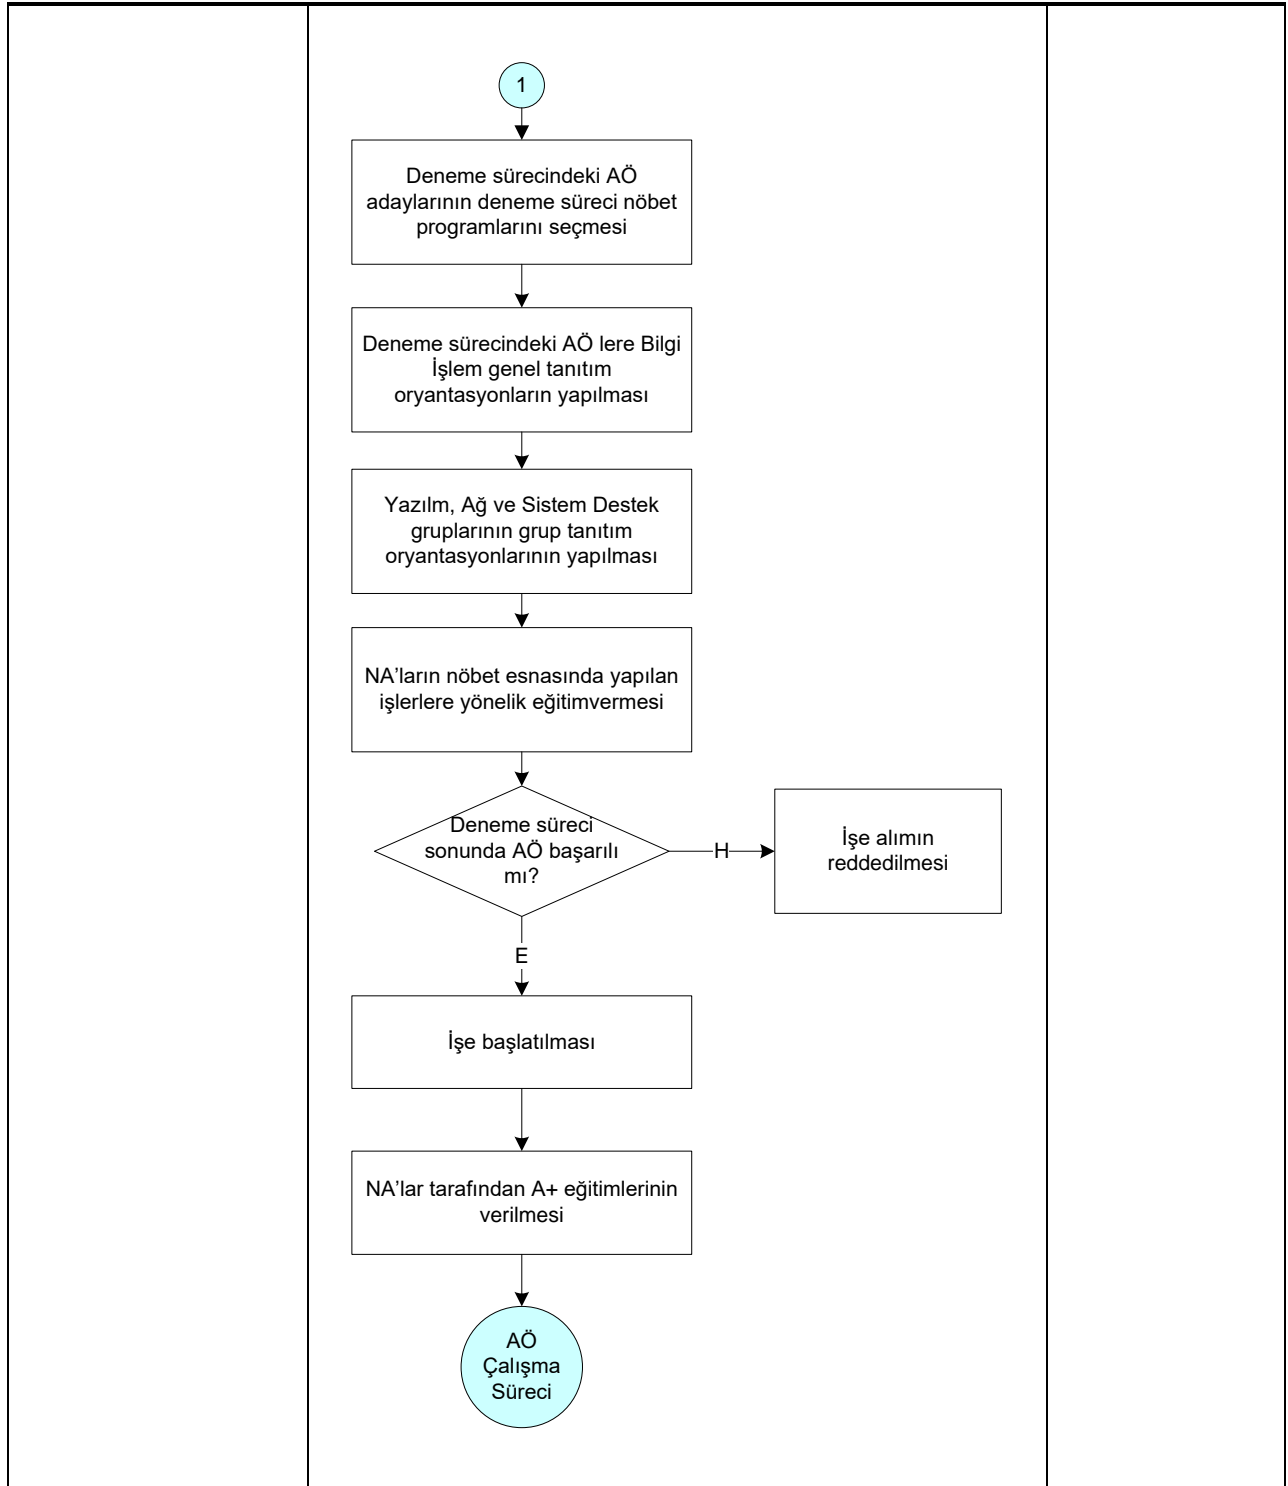 1
Deneme sürecindeki AÖ
adaylarının deneme süreci nöbet
programlarını seçmesi
Deneme sürecindeki AÖ lere Bilgi
İşlem genel tanıtım
oryantasyonların yapılması
Yazılm, Ağ ve Sistem Destek
gruplarının grup tanıtım
oryantasyonlarının yapılması
NA’ların nöbet esnasında yapılan
işlerlere yönelik eğitimvermesi
Deneme süreci
sonunda AÖ başarılı
mı?
H
İşe alımın
reddedilmesi
E
İşe başlatılması
NA’lar tarafından A+ eğitimlerinin
verilmesi
AÖ
Çalışma
Süreci